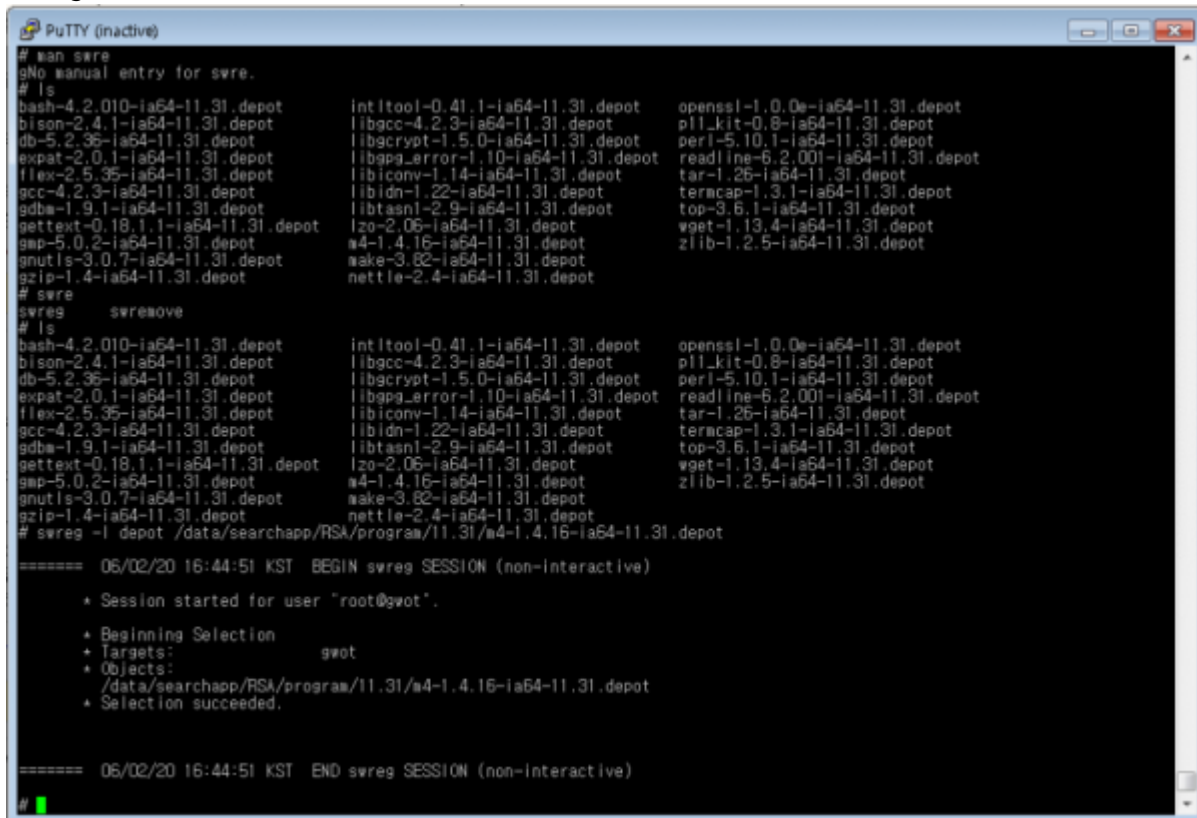 PuTTY (inactive)
# man swre
gNo manual entry for swre.
# ls
bash-4.2.010-ia64-11.31.depot intltool-0.41.1-ia64-11.31.depot openssl-1.0.0e-ia64-11.31.depot
bison-2.4.1-ia64-11.31.depot libgcc-4.2.3-ia64-11.31.depot p11_kit-0.8-ia64-11.31.depot
db-5.2.36-ia64-11.31.depot libgcrypt-1.5.0-ia64-11.31.depot perl-5.10.1-ia64-11.31.depot
expat-2.0.1-ia64-11.31.depot libgpg_error-1.10-ia64-11.31.depot readline-6.2.001-ia64-11.31.depot
flex-2.5.35-ia64-11.31.depot libiconv-1.14-ia64-11.31.depot tar-1.26-ia64-11.31.depot
gcc-4.2.3-ia64-11.31.depot libidn-1.22-ia64-11.31.depot termcap-1.3.1-ia64-11.31.depot
gdbm-1.9.1-ia64-11.31.depot libtasn1-2.9-ia64-11.31.depot top-3.6.1-ia64-11.31.depot
gettext-0.18.1.1-ia64-11.31.depot lzo-2.06-ia64-11.31.depot wget-1.13.4-ia64-11.31.depot
gmp-5.0.2-ia64-11.31.depot m4-1.4.16-ia64-11.31.depot zlib-1.2.5-ia64-11.31.depot
gnutls-3.0.7-ia64-11.31.depot make-3.82-ia64-11.31.depot
gzip-1.4-ia64-11.31.depot nettle-2.4-ia64-11.31.depot
# swre
swreg swremove
# ls
bash-4.2.010-ia64-11.31.depot intltool-0.41.1-ia64-11.31.depot openssl-1.0.0e-ia64-11.31.depot
bison-2.4.1-ia64-11.31.depot libgcc-4.2.3-ia64-11.31.depot p11_kit-0.8-ia64-11.31.depot
db-5.2.36-ia64-11.31.depot libgcrypt-1.5.0-ia64-11.31.depot perl-5.10.1-ia64-11.31.depot
expat-2.0.1-ia64-11.31.depot libgpg_error-1.10-ia64-11.31.depot readline-6.2.001-ia64-11.31.depot
flex-2.5.35-ia64-11.31.depot libiconv-1.14-ia64-11.31.depot tar-1.26-ia64-11.31.depot
gcc-4.2.3-ia64-11.31.depot libidn-1.22-ia64-11.31.depot termcap-1.3.1-ia64-11.31.depot
gdbm-1.9.1-ia64-11.31.depot libtasn1-2.9-ia64-11.31.depot top-3.6.1-ia64-11.31.depot
gettext-0.18.1.1-ia64-11.31.depot lzo-2.06-ia64-11.31.depot wget-1.13.4-ia64-11.31.depot
gmp-5.0.2-ia64-11.31.depot m4-1.4.16-ia64-11.31.depot zlib-1.2.5-ia64-11.31.depot
gnutls-3.0.7-ia64-11.31.depot make-3.82-ia64-11.31.depot
gzip-1.4-ia64-11.31.depot nettle-2.4-ia64-11.31.depot
# swreg -l depot /data/searchapp/RSA/program/11.31/m4-1.4.16-ia64-11.31.depot
======= 06/02/20 16:44:51 KST BEGIN swreg SESSION (non-interactive)
* Session started for user "root@gwot".
* Beginning Selection
* Targets: gwot
* Objects:
/data/searchapp/RSA/program/11.31/m4-1.4.16-ia64-11.31.depot
* Selection succeeded.
======= 06/02/20 16:44:51 KST END swreg SESSION (non-interactive)
#